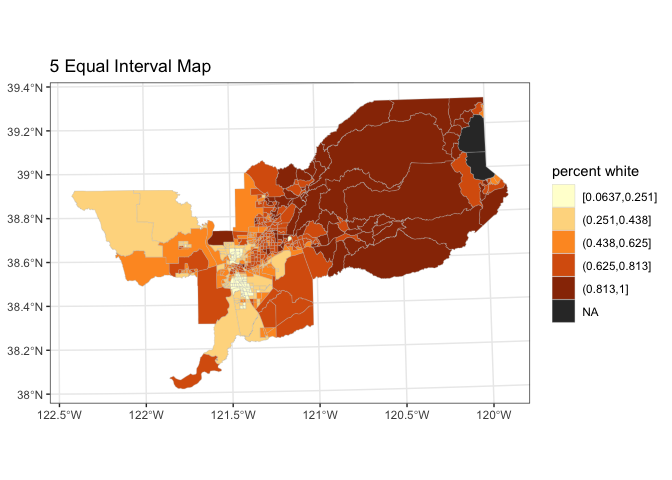 5 Equal Interval Map
39.4°N
39.2°N
39°N
38.8°N
38.6°N
38.4°N
38.2°N
38°N
122.5°W
122°W
121.5°W
121°W
120.5°W
120°W
percent white
[0.0637,0.251]
(0.251,0.438]
(0.438,0.625]
(0.625,0.813]
(0.813,1]
NA